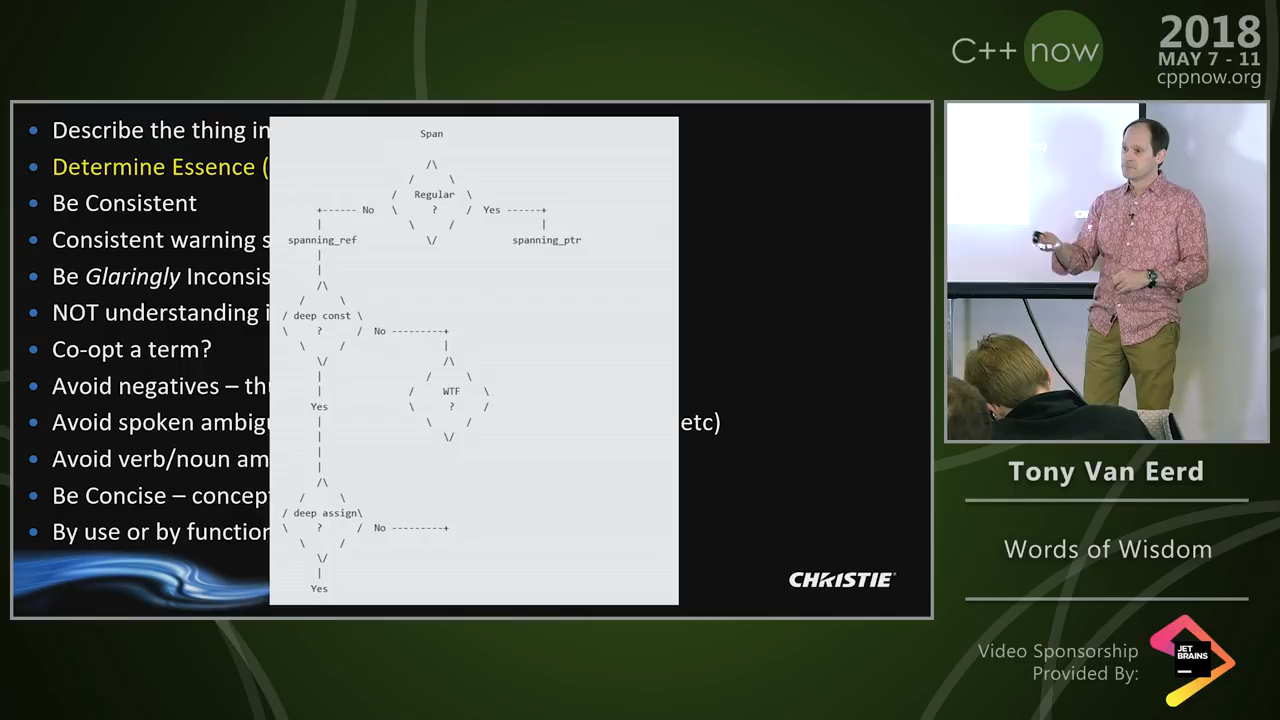 C++ now
2018
MAY 7 - 11
cppnow.org
• Describe the thing in
• Determine Essence (
• Be Consistent
• Consistent warning s
• Be Glaringly Inconsis
• NOT understanding i
• Co-opt a term?
• Avoid negatives – th
• Avoid spoken ambig etc)
• Avoid verb/noun am
• Be Concise – concep
• By use or by function
Span
/\
/ \
/ Regular \
+------ No \ ? / Yes ------+
| \ / |
spanning_ref \/ spanning_ptr
|
|
/\
/ \
/ deep const \
\ ? / No ---------+
\ / |
\/ /\
| / \
| / WTF \
Yes \ ? /
| \ /
| \/
|
|
/\
/ \
/ deep assign\
\ ? / No ---------+
\ /
\/
|
Yes
CHRISTIE
Tony Van Eerd
Words of Wisdom
Video Sponsorship
Provided By:
JET
BRAINS